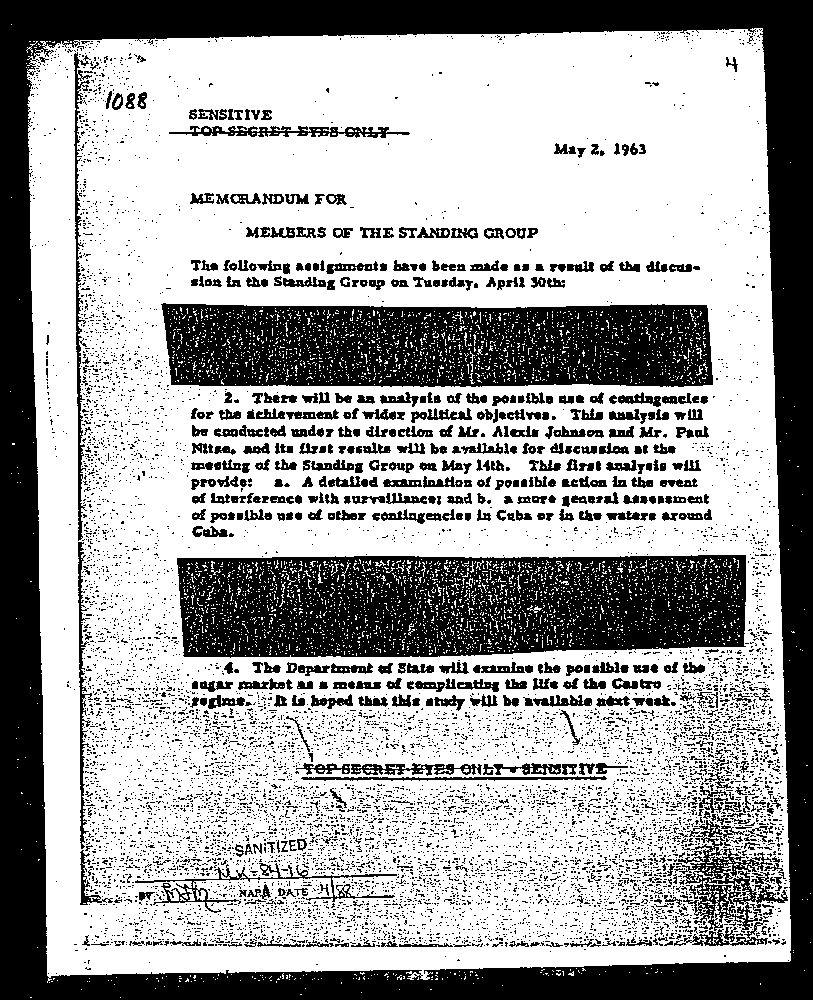 4
1088
SENSITIVE
TOP SECRET EYES ONLY
May 2, 1963
MEMORANDUM FOR
MEMBERS OF THE STANDING GROUP
The following assignments have been made as a result of the discus-
sion in the Standing Group on Tuesday, April 30th:
2. There will be an analysis of the possible use of contingencies
for the achievement of wider political objectives. This analysis will
be conducted under the direction of Mr. Alexis Johnson and Mr. Paul
Nitze, and its first results will be available for discussion at the
meeting of the Standing Group on May 14th. This first analysis will
provide: a. A detailed examination of possible action in the event
of interference with surveillance; and b. a more general assessment
of possible use of other contingencies in Cuba or in the waters around
Cuba.
4. The Department of State will examine the possible use of the
sugar market as a means of complicating the life of the Castro
regime. It is hoped that this study will be available next week.
TOP SECRET EYES ONLY - SENSITIVE
SANITIZED
BY NARA DATE 4/88